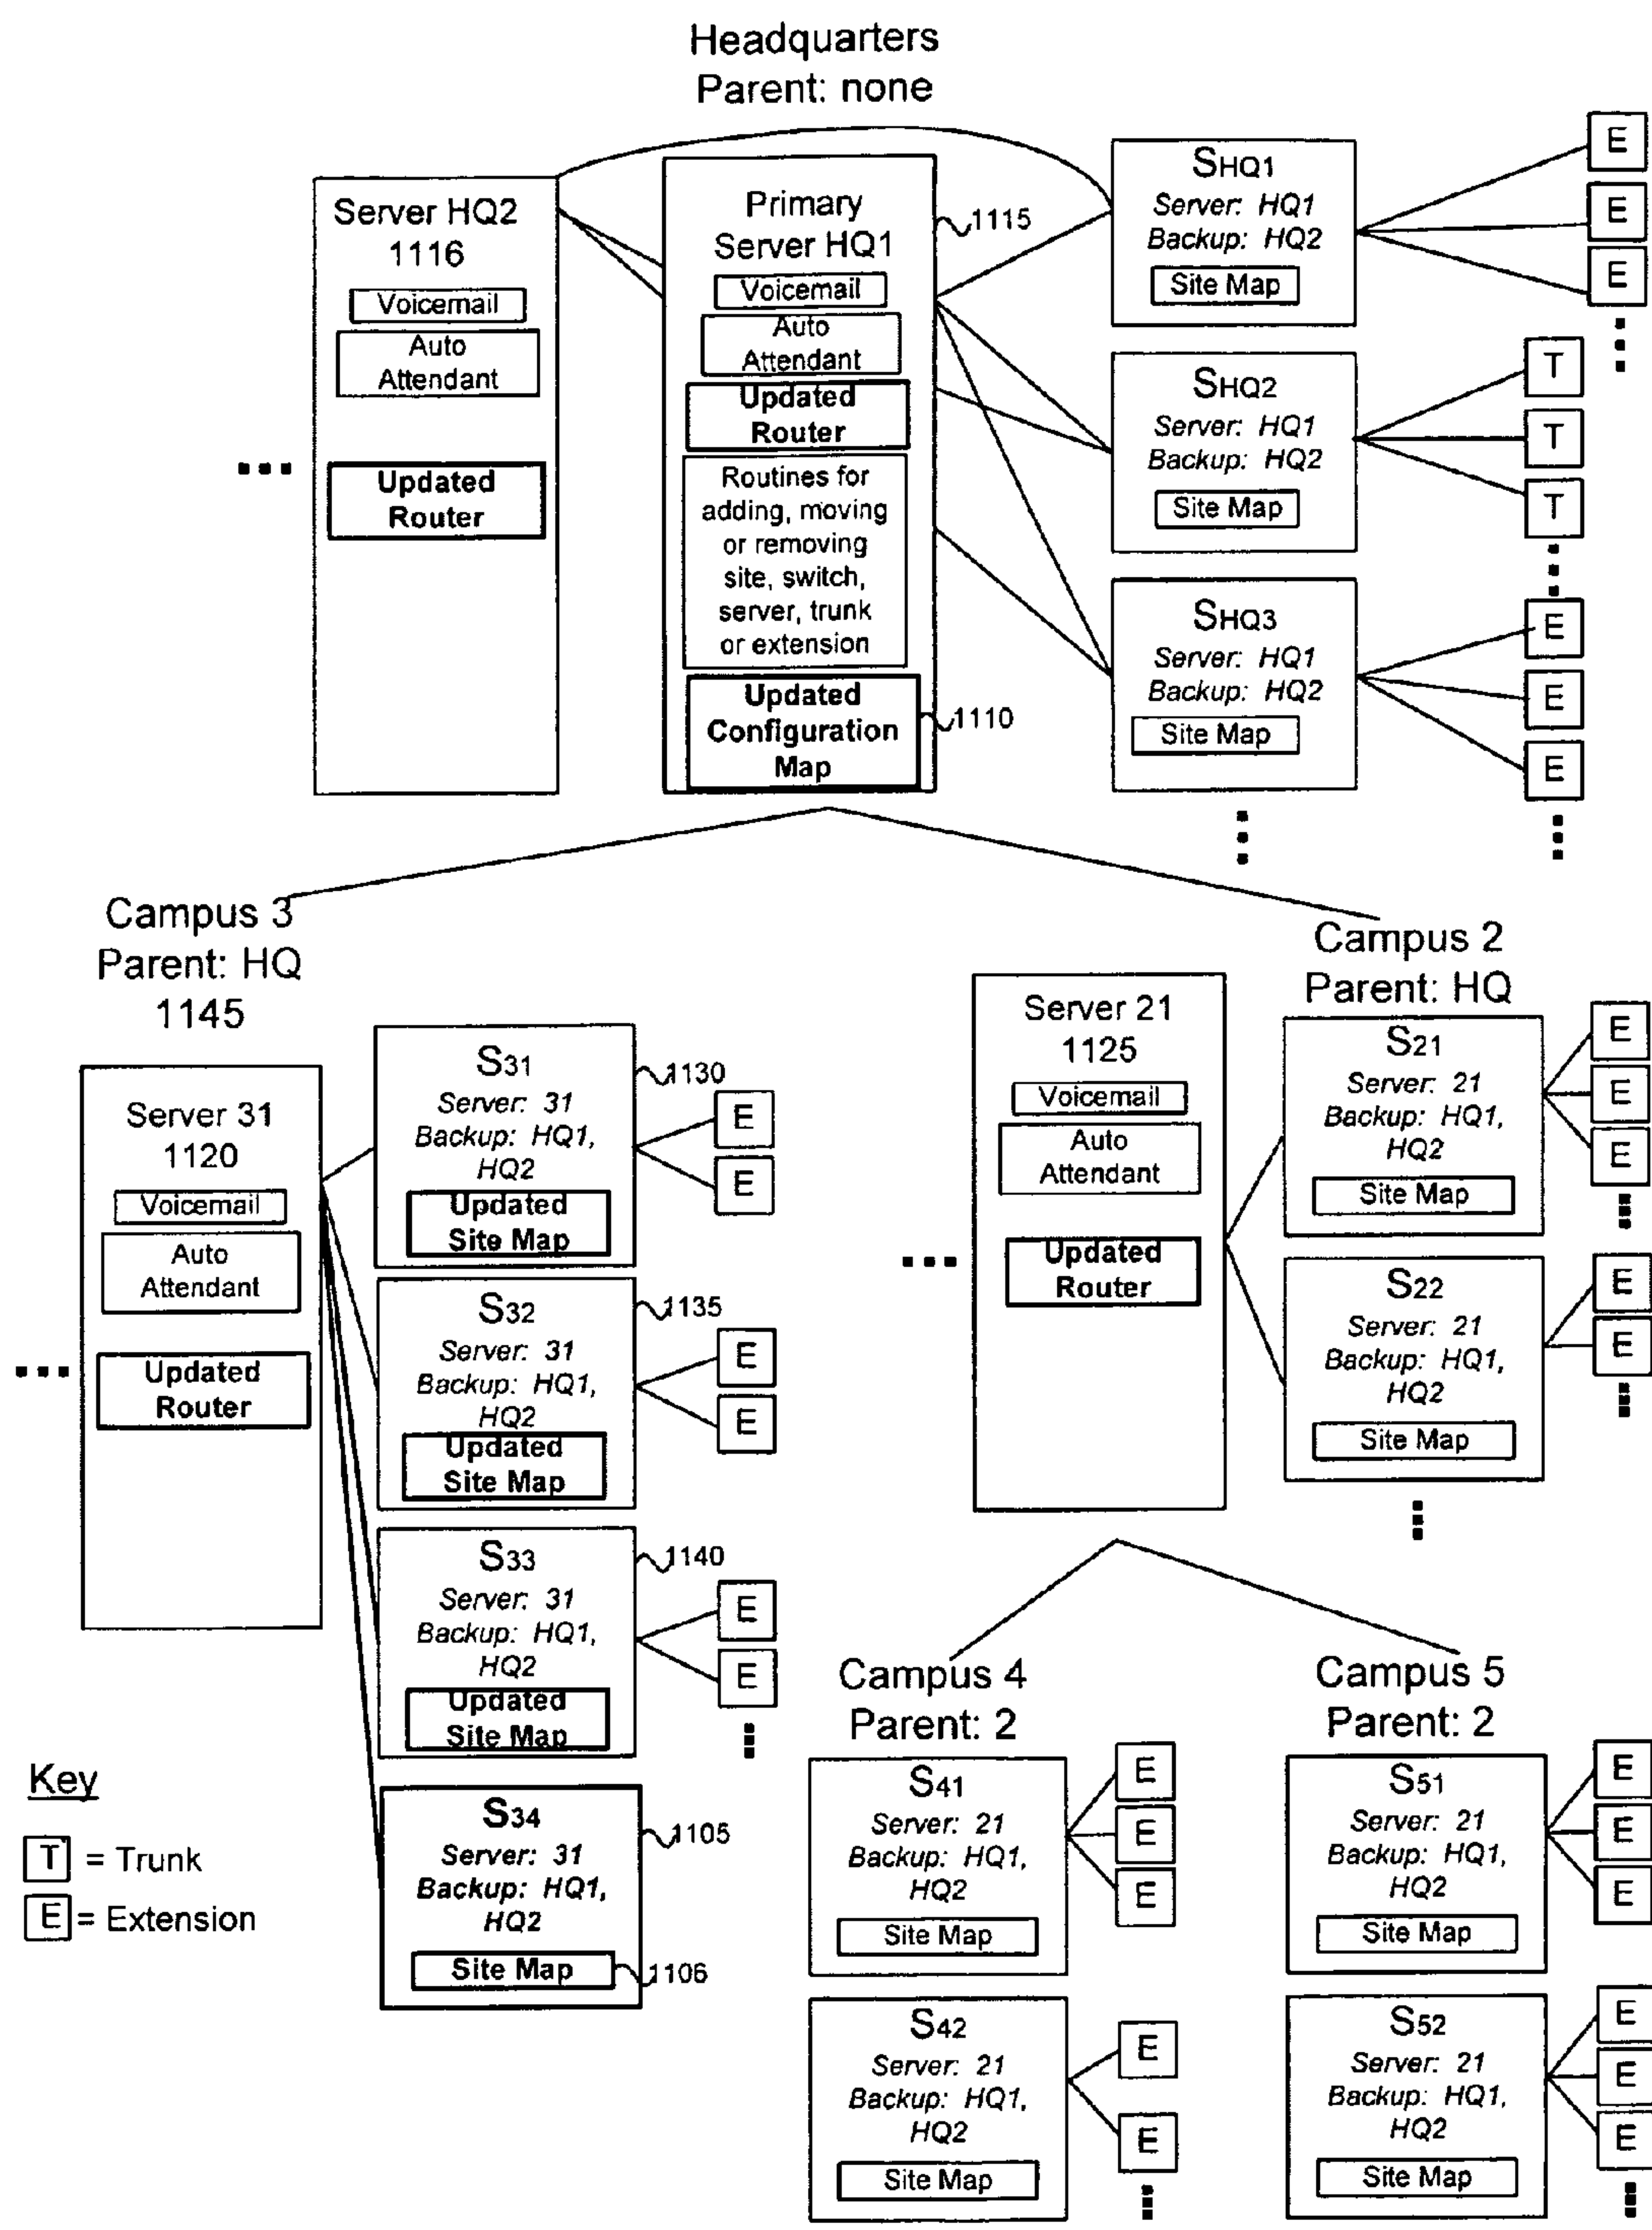 Headquarters
Parent: none
Server HQ2
1116
Voicemail
Auto
Attendant
Updated
Router
Primary
Server HQ1
1115
Voicemail
Auto
Attendant
Updated
Router
Routines for
adding, moving
or removing
site, switch,
server, trunk
or extension
Updated
Configuration
Map
1110
SHQ1
Server: HQ1
Backup: HQ2
Site Map
E
E
E
SHQ2
Server: HQ1
Backup: HQ2
Site Map
T
T
T
SHQ3
Server: HQ1
Backup: HQ2
Site Map
E
E
E
Campus 3
Parent: HQ
1145
Server 31
1120
Voicemail
Auto
Attendant
Updated
Router
S31
1130
Server: 31
Backup: HQ1,
HQ2
Updated
Site Map
E
E
S32
1135
Server: 31
Backup: HQ1,
HQ2
Updated
Site Map
E
E
S33
1140
Server: 31
Backup: HQ1,
HQ2
Updated
Site Map
E
E
S34
1105
Server: 31
Backup: HQ1,
HQ2
Site Map
1106
Campus 2
Parent: HQ
Server 21
1125
Voicemail
Auto
Attendant
Updated
Router
S21
Server: 21
Backup: HQ1,
HQ2
Site Map
E
E
E
S22
Server: 21
Backup: HQ1,
HQ2
Site Map
E
E
Campus 4
Parent: 2
S41
Server: 21
Backup: HQ1,
HQ2
Site Map
E
E
E
S42
Server: 21
Backup: HQ1,
HQ2
Site Map
E
E
Campus 5
Parent: 2
S51
Server: 21
Backup: HQ1,
HQ2
Site Map
E
E
E
S52
Server: 21
Backup: HQ1,
HQ2
Site Map
E
E
E
Key
T = Trunk
E = Extension